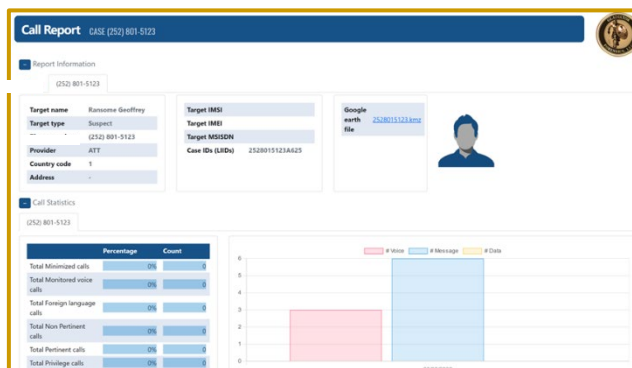 Call Report CASE (252) 801-5123
- Report Information
(252) 801-5123
Target name Ransome Geoffrey
Target type Suspect
(252) 801-5123
Provider ATT
Country code 1
Address -
Target IMSI
Target IMEI
Target MSISDN
Case IDs (LIIDs) 2528015123A625
Google
earth 2528015123.kmz
file
- Call Statistics
(252) 801-5123
Percentage Count
Total Minimized calls 0% 0
Total Monitored voice
calls 0% 0
Total Foreign language
calls 0% 0
Total Non Pertinent
calls 0% 0
Total Pertinent calls 0% 0
Total Privilege calls 0% 0
# Voice # Message # Data
6
5
4
3
2
1
0